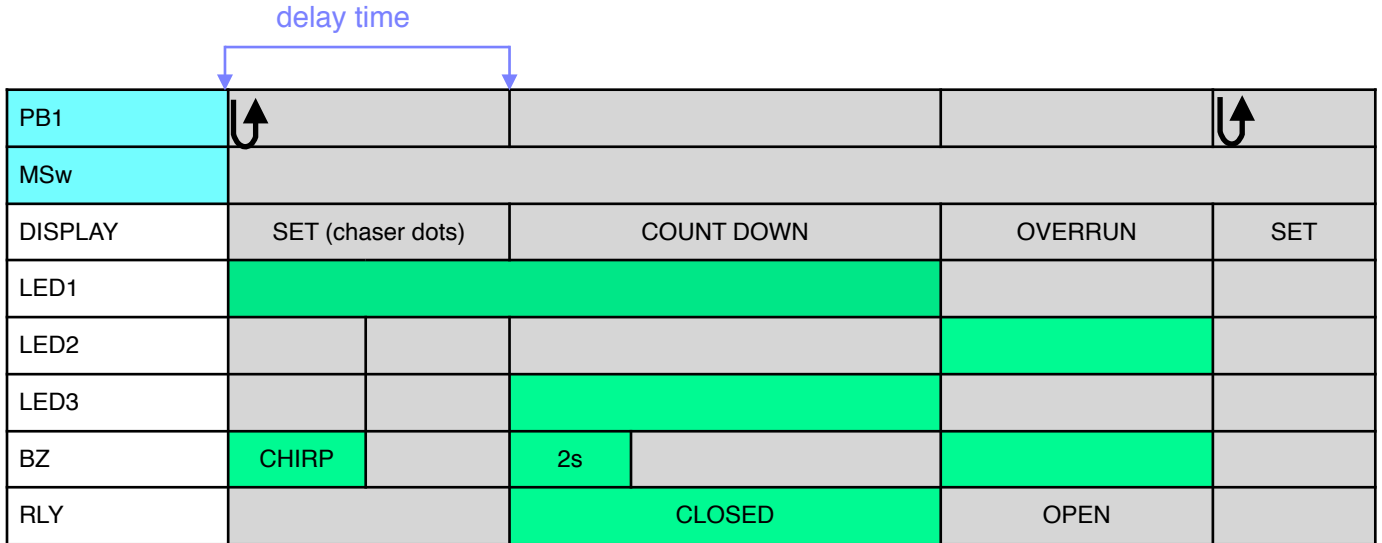 delay time
PB1
MSw
DISPLAY SET (chaser dots) COUNT DOWN OVERRUN SET
LED1
LED2
LED3
BZ CHIRP 2s
RLY CLOSED OPEN